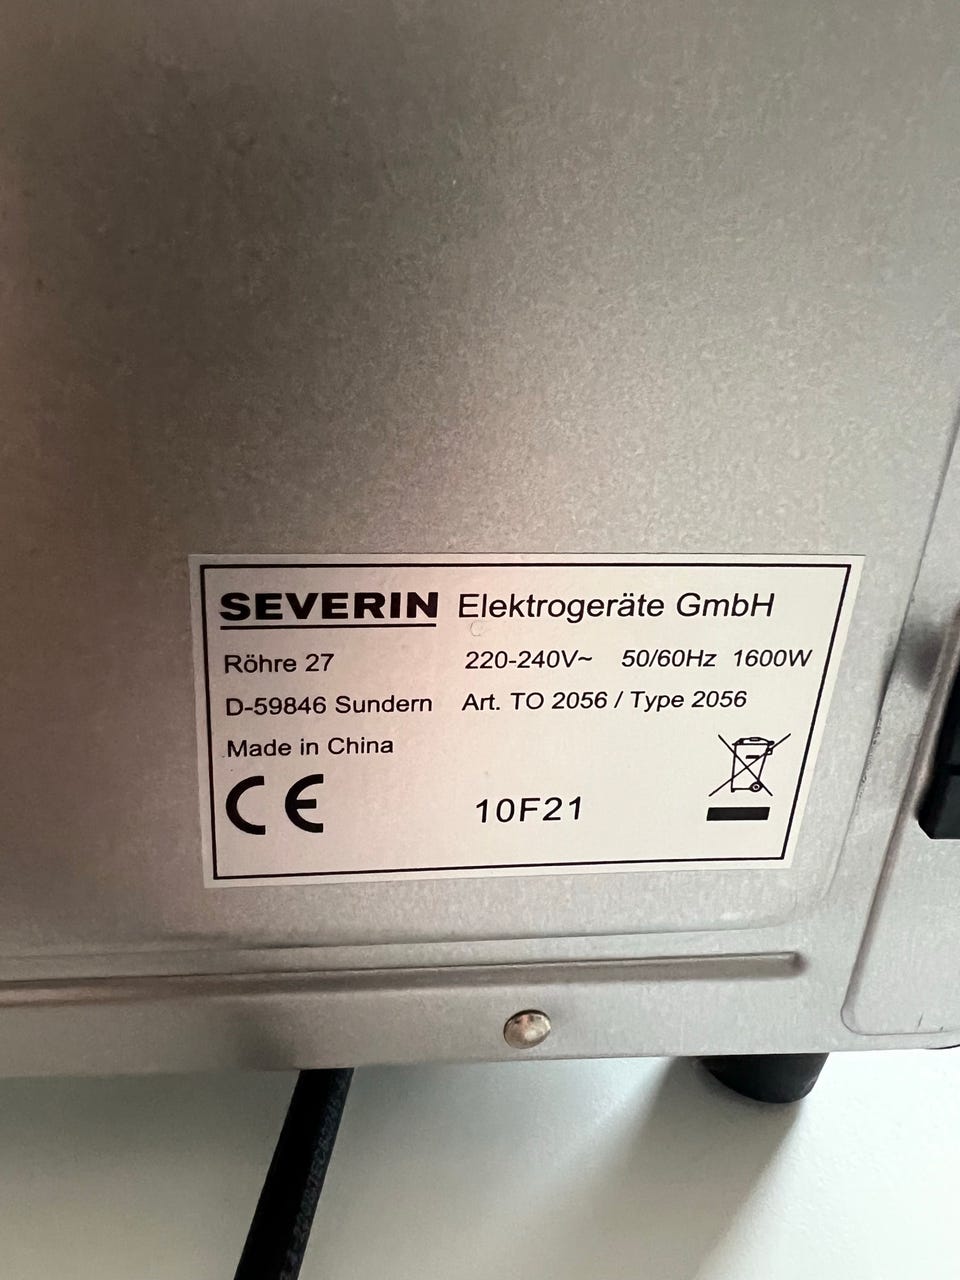 SEVERIN Elektrogeräte GmbH
Röhre 27 220-240V~ 50/60Hz 1600W
D-59846 Sundern Art. TO 2056 / Type 2056
Made in China
CE 10F21